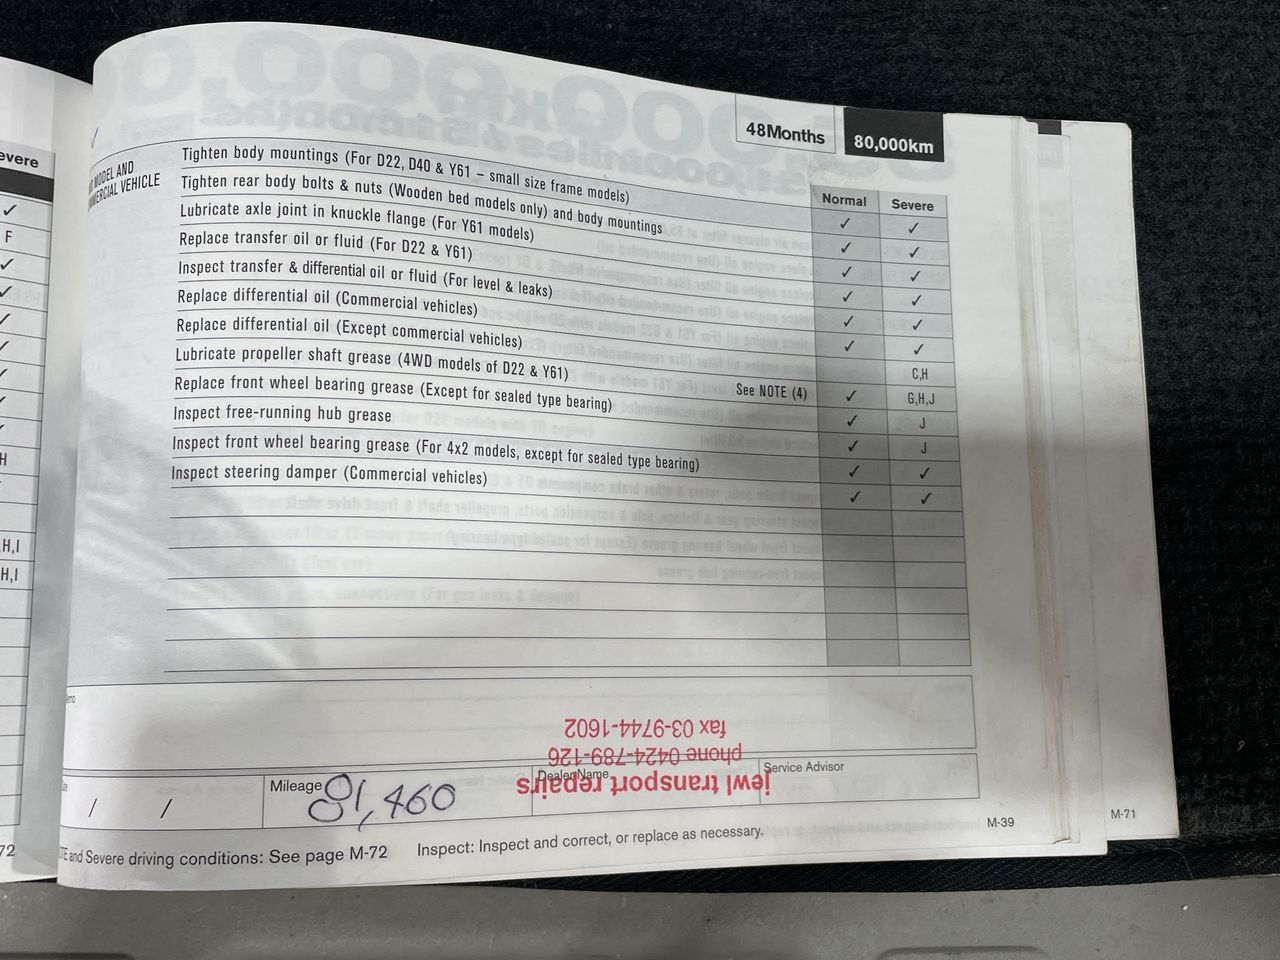 48Months 80,000km
Normal Severe
MODEL AND
COMMERCIAL VEHICLE
Tighten body mountings (For D22, D40 & Y61 – small size frame models) ✓ ✓
Tighten rear body bolts & nuts (Wooden bed models only) and body mountings ✓ ✓
Lubricate axle joint in knuckle flange (For Y61 models) ✓ ✓
Replace transfer oil or fluid (For D22 & Y61) ✓ ✓
Inspect transfer & differential oil or fluid (For level & leaks) ✓ ✓
Replace differential oil (Commercial vehicles) ✓ ✓
Replace differential oil (Except commercial vehicles) C,H
Lubricate propeller shaft grease (4WD models of D22 & Y61) See NOTE (4) ✓ G,H,J
Replace front wheel bearing grease (Except for sealed type bearing) ✓ J
Inspect free-running hub grease ✓ J
Inspect front wheel bearing grease (For 4x2 models, except for sealed type bearing) ✓ ✓
Inspect steering damper (Commercial vehicles) ✓ ✓
jewl transport repairs
phone 0424-789-126
fax 03-9744-1602
/ / Mileage 81,460 Dealer Name Service Advisor
and Severe driving conditions: See page M-72 Inspect: Inspect and correct, or replace as necessary.
M-39
M-71
evere
✓
F
✓
H
H,I
H,I
72